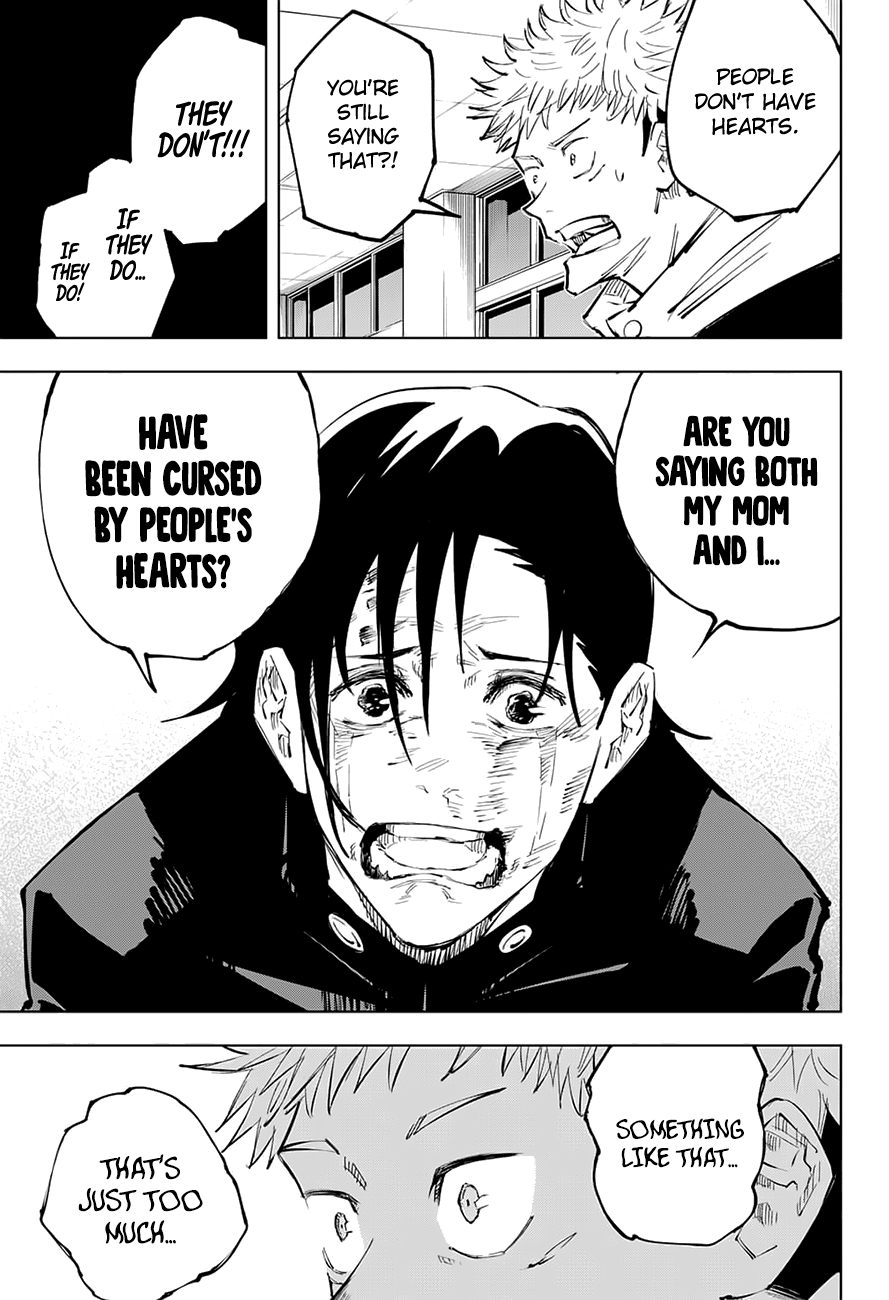 PEOPLE
DON'T HAVE
HEARTS.
YOU'RE
STILL
SAYING
THAT?!
THEY
DON'T!!!
IF
THEY
DO...
IF
THEY
DO!
ARE YOU
SAYING BOTH
MY MOM
AND I...
HAVE
BEEN CURSED
BY PEOPLE'S
HEARTS?
SOMETHING
LIKE THAT...
THAT'S
JUST TOO
MUCH...